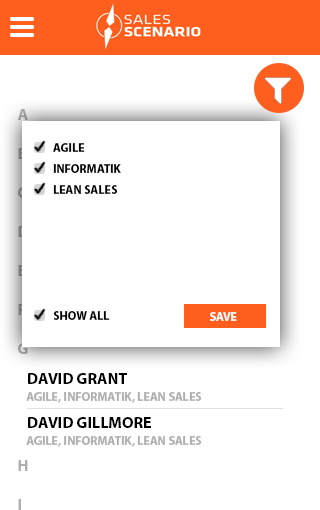 SALES
SCENARIO
A
AGILE
INFORMATIK
LEAN SALES
SHOW ALL
SAVE
G
DAVID GRANT
AGILE, INFORMATIK, LEAN SALES
DAVID GILLMORE
AGILE, INFORMATIK, LEAN SALES
H
I